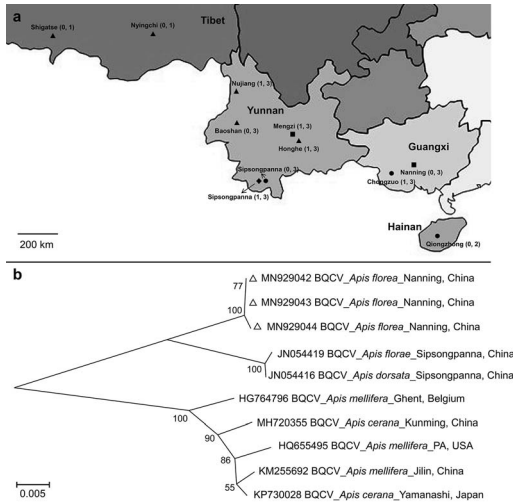 a
Shigatse (0, 1)
Nyingchi (0, 1)
Tibet
Nujiang (1, 3)
Yunnan
Baoshan (0, 3)
Mengzi (1, 3)
Honghe (1, 3)
Guangxi
Nanning (0, 3)
Chongzuo (1, 3)
Sipsongpanna (0, 3)
Sipsongpanna (1, 3)
Hainan
Qiongzhong (0, 2)
200 km
b
77
MN929042 BQCV_Apis florea_Nanning, China
100
MN929043 BQCV_Apis florea_Nanning, China
MN929044 BQCV_Apis florea_Nanning, China
JN054419 BQCV_Apis florae_Sipsongpanna, China
100
JN054416 BQCV_Apis dorsata_Sipsongpanna, China
HG764796 BQCV_Apis mellifera_Ghent, Belgium
100
MH720355 BQCV_Apis cerana_Kunming, China
90
HQ655495 BQCV_Apis mellifera_PA, USA
86
KM255692 BQCV_Apis mellifera_Jilin, China
55
KP730028 BQCV_Apis cerana_Yamanashi, Japan
0.005